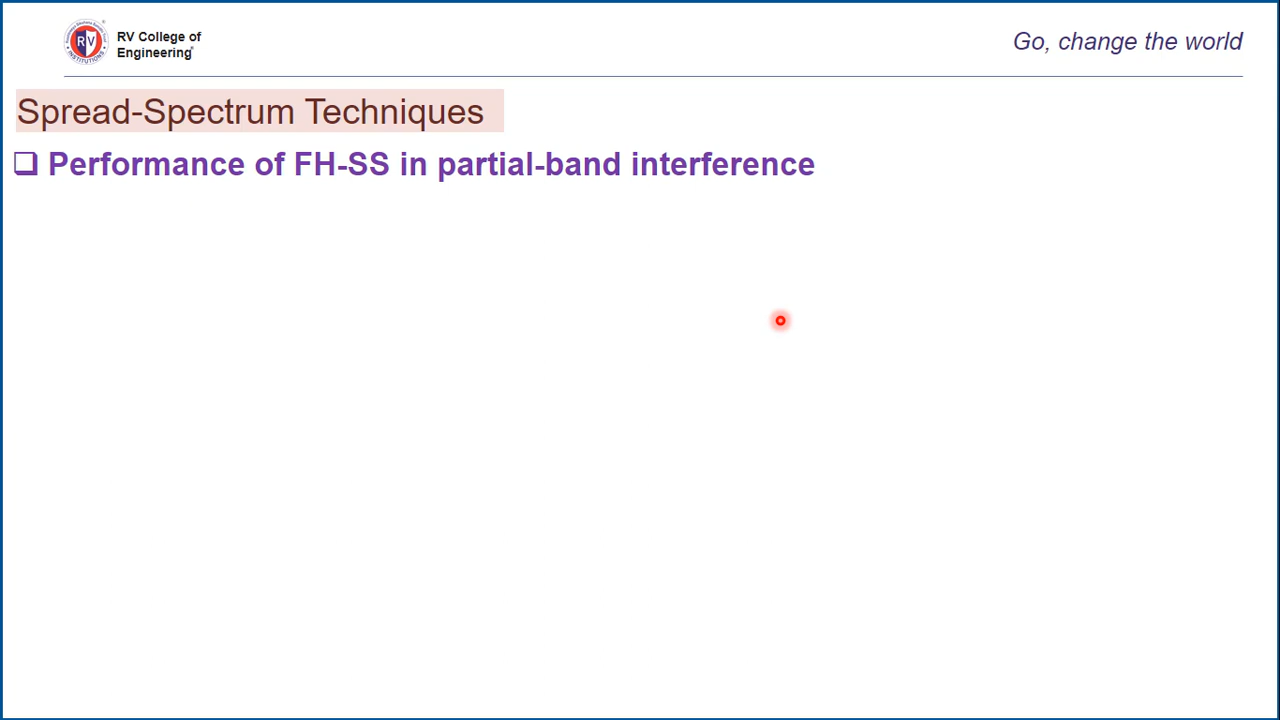 RV College of
Engineering
Go, change the world
Spread-Spectrum Techniques
❑ Performance of FH-SS in partial-band interference